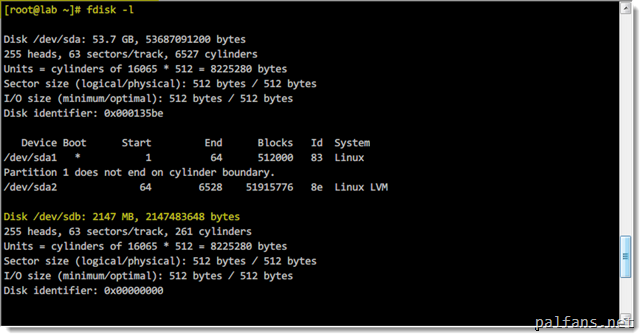 [root@lab ~]# fdisk -l
Disk /dev/sda: 53.7 GB, 53687091200 bytes
255 heads, 63 sectors/track, 6527 cylinders
Units = cylinders of 16065 * 512 = 8225280 bytes
Sector size (logical/physical): 512 bytes / 512 bytes
I/O size (minimum/optimal): 512 bytes / 512 bytes
Disk identifier: 0x000135be
Device Boot      Start         End      Blocks   Id  System
/dev/sda1   *           1          64      512000   83  Linux
Partition 1 does not end on cylinder boundary.
/dev/sda2              64        6528    51915776   8e  Linux LVM
Disk /dev/sdb: 2147 MB, 2147483648 bytes
255 heads, 63 sectors/track, 261 cylinders
Units = cylinders of 16065 * 512 = 8225280 bytes
Sector size (logical/physical): 512 bytes / 512 bytes
I/O size (minimum/optimal): 512 bytes / 512 bytes
Disk identifier: 0x00000000
palfans.net